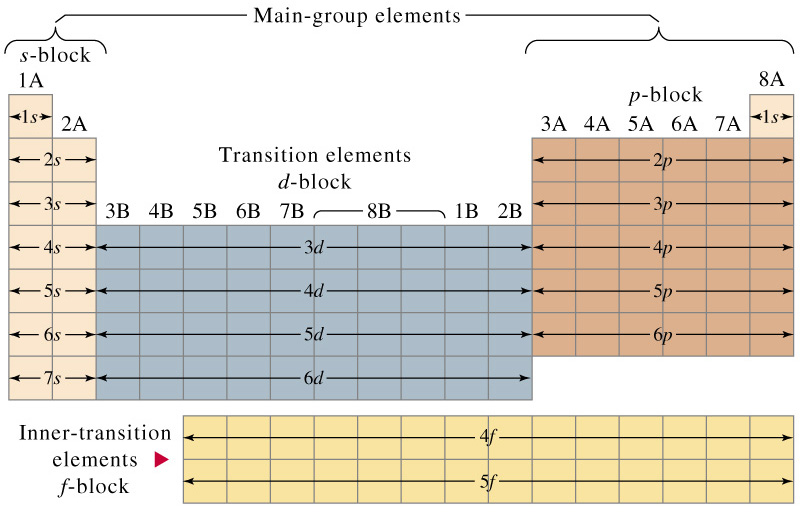 Main-group elements
s-block
1A
8A
p-block
1s
2A
3A 4A 5A 6A 7A
1s
2s
Transition elements
2p
d-block
3s
3B 4B 5B 6B 7B 8B 1B 2B
3p
4s
3d
4p
5s
4d
5p
6s
5d
6p
7s
6d
Inner-transition
elements
f-block
4f
5f